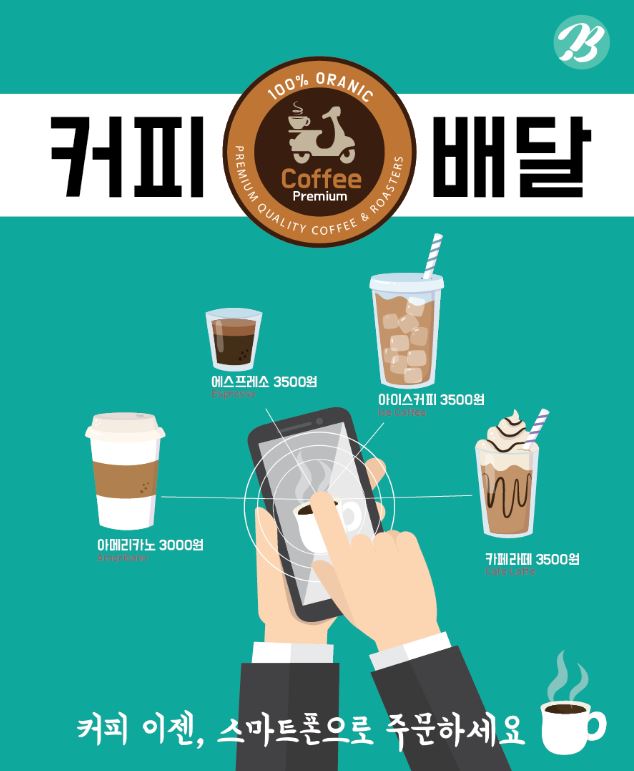 B
100% ORANIC
커피
배달
Coffee
Premium
PREMIUM QUALITY COFFEE & ROASTERS
에스프레소 3500원
Espresso
아이스커피 3500원
Ice Coffee
아메리카노 3000원
카페라떼 3500원
커피 이젠, 스마트폰으로 주문하세요